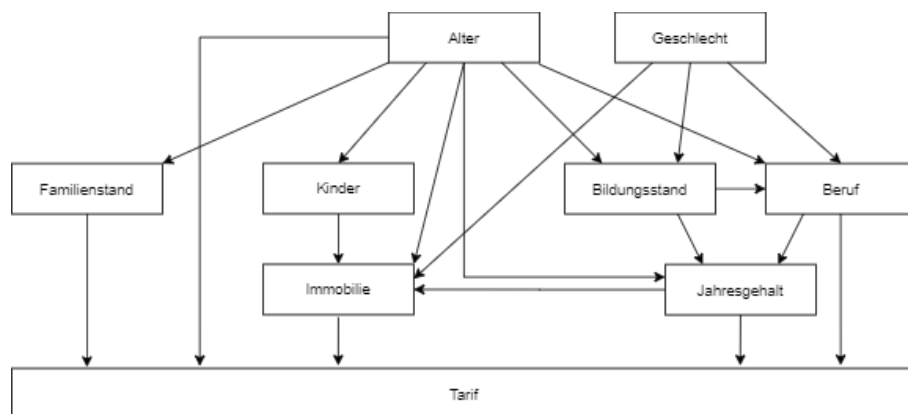 Alter
Geschlecht
Familienstand
Kinder
Bildungsstand
Beruf
Immobilie
Jahresgehalt
Tarif